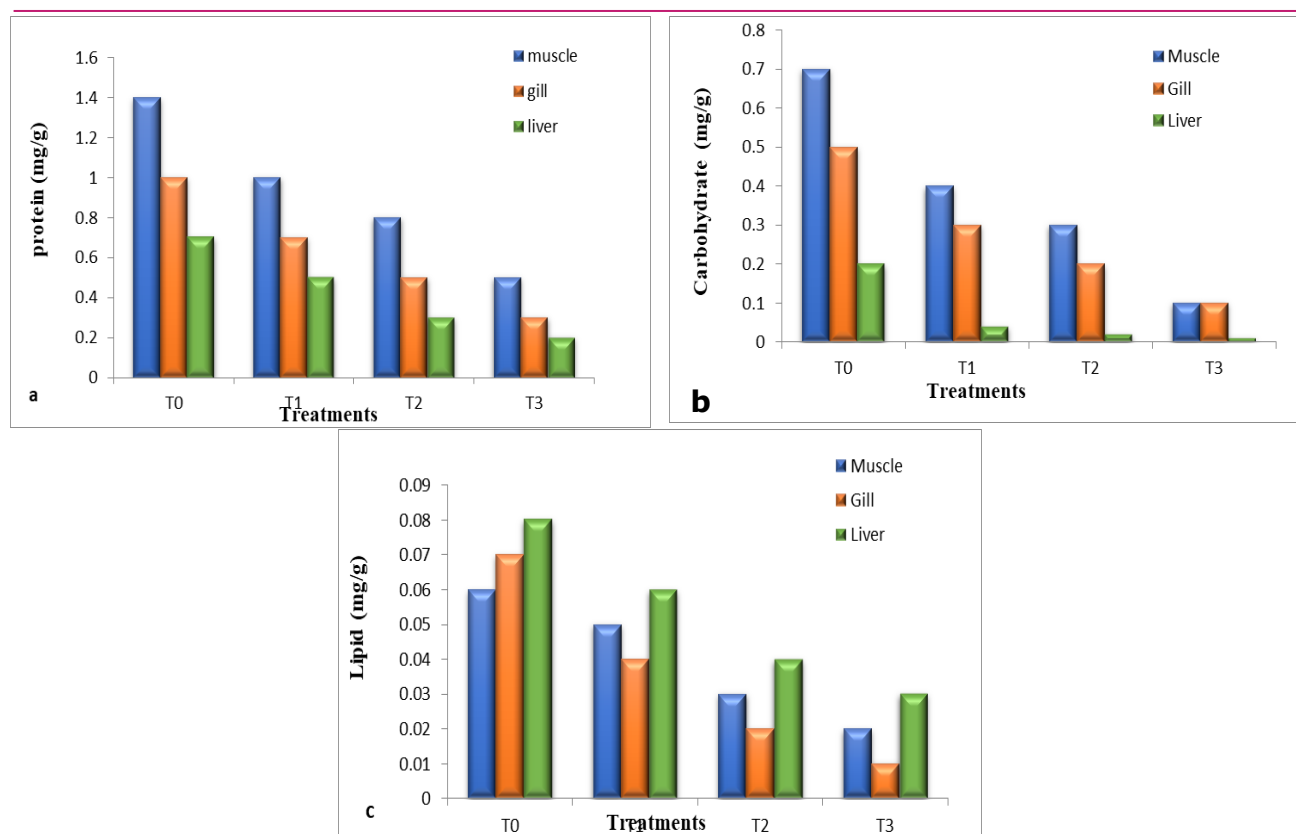 protein (mg/g)
1.6
1.4
1.2
1
0.8
0.6
0.4
0.2
0
muscle
gill
liver
T0
T1
T2
T3
Treatments
a
Carbohydrate (mg/g)
0.8
0.7
0.6
0.5
0.4
0.3
0.2
0.1
0
Muscle
Gill
Liver
T0
T1
T2
T3
Treatments
b
Lipid (mg/g)
0.09
0.08
0.07
0.06
0.05
0.04
0.03
0.02
0.01
0
Muscle
Gill
Liver
T0
T1
T2
T3
Treatments
c